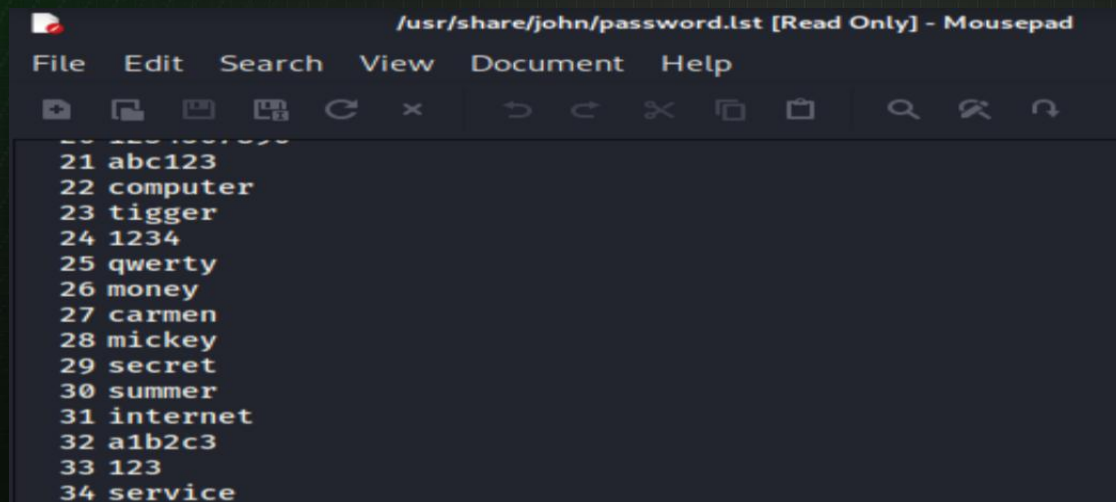 /usr/share/john/password.lst [Read Only] - Mousepad
File Edit Search View Document Help
21 abc123
22 computer
23 tigger
24 1234
25 qwerty
26 money
27 carmen
28 mickey
29 secret
30 summer
31 internet
32 a1b2c3
33 123
34 service